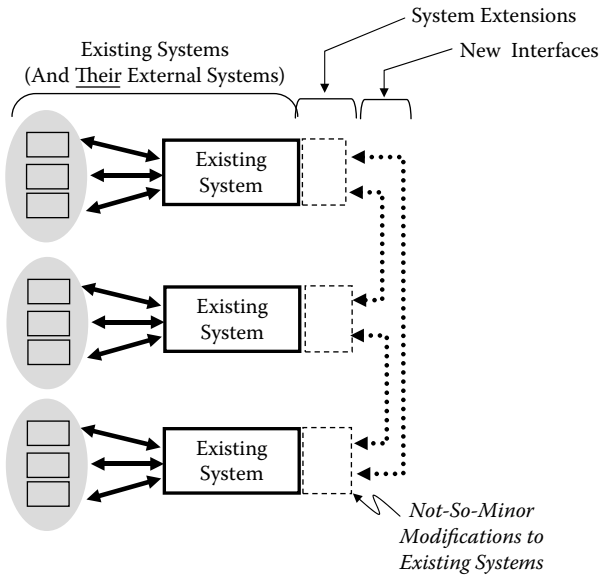 System Extensions
New Interfaces
Existing Systems
(And Their External Systems)
Existing
System
Existing
System
Existing
System
Not-So-Minor
Modifications to
Existing Systems